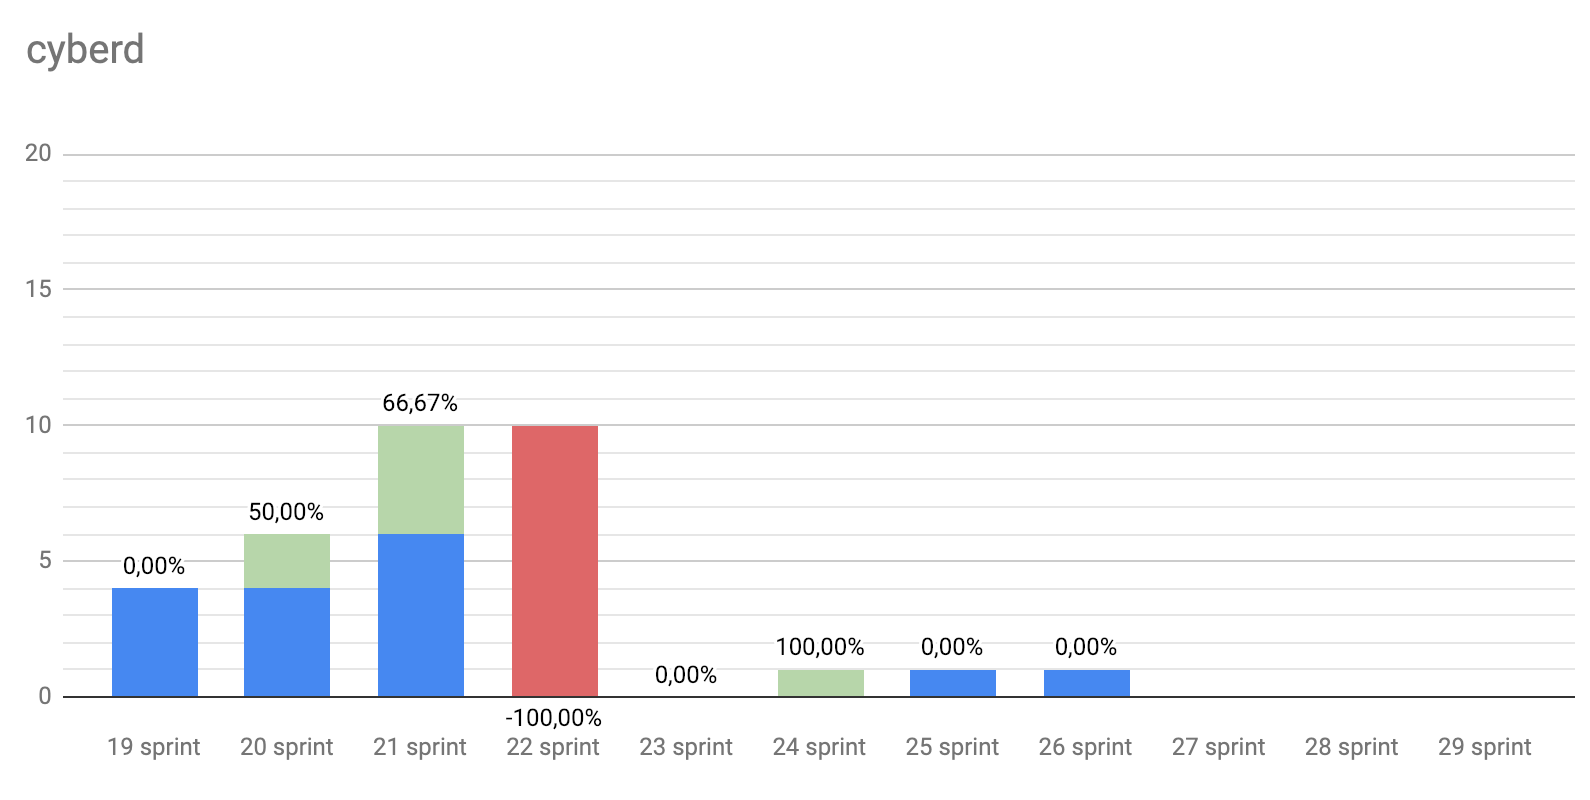 cyberd
20
15
10
5
0
66,67%
50,00%
0,00%
100,00%
0,00%
0,00%
0,00%
-100,00%
19 sprint
20 sprint
21 sprint
22 sprint
23 sprint
24 sprint
25 sprint
26 sprint
27 sprint
28 sprint
29 sprint